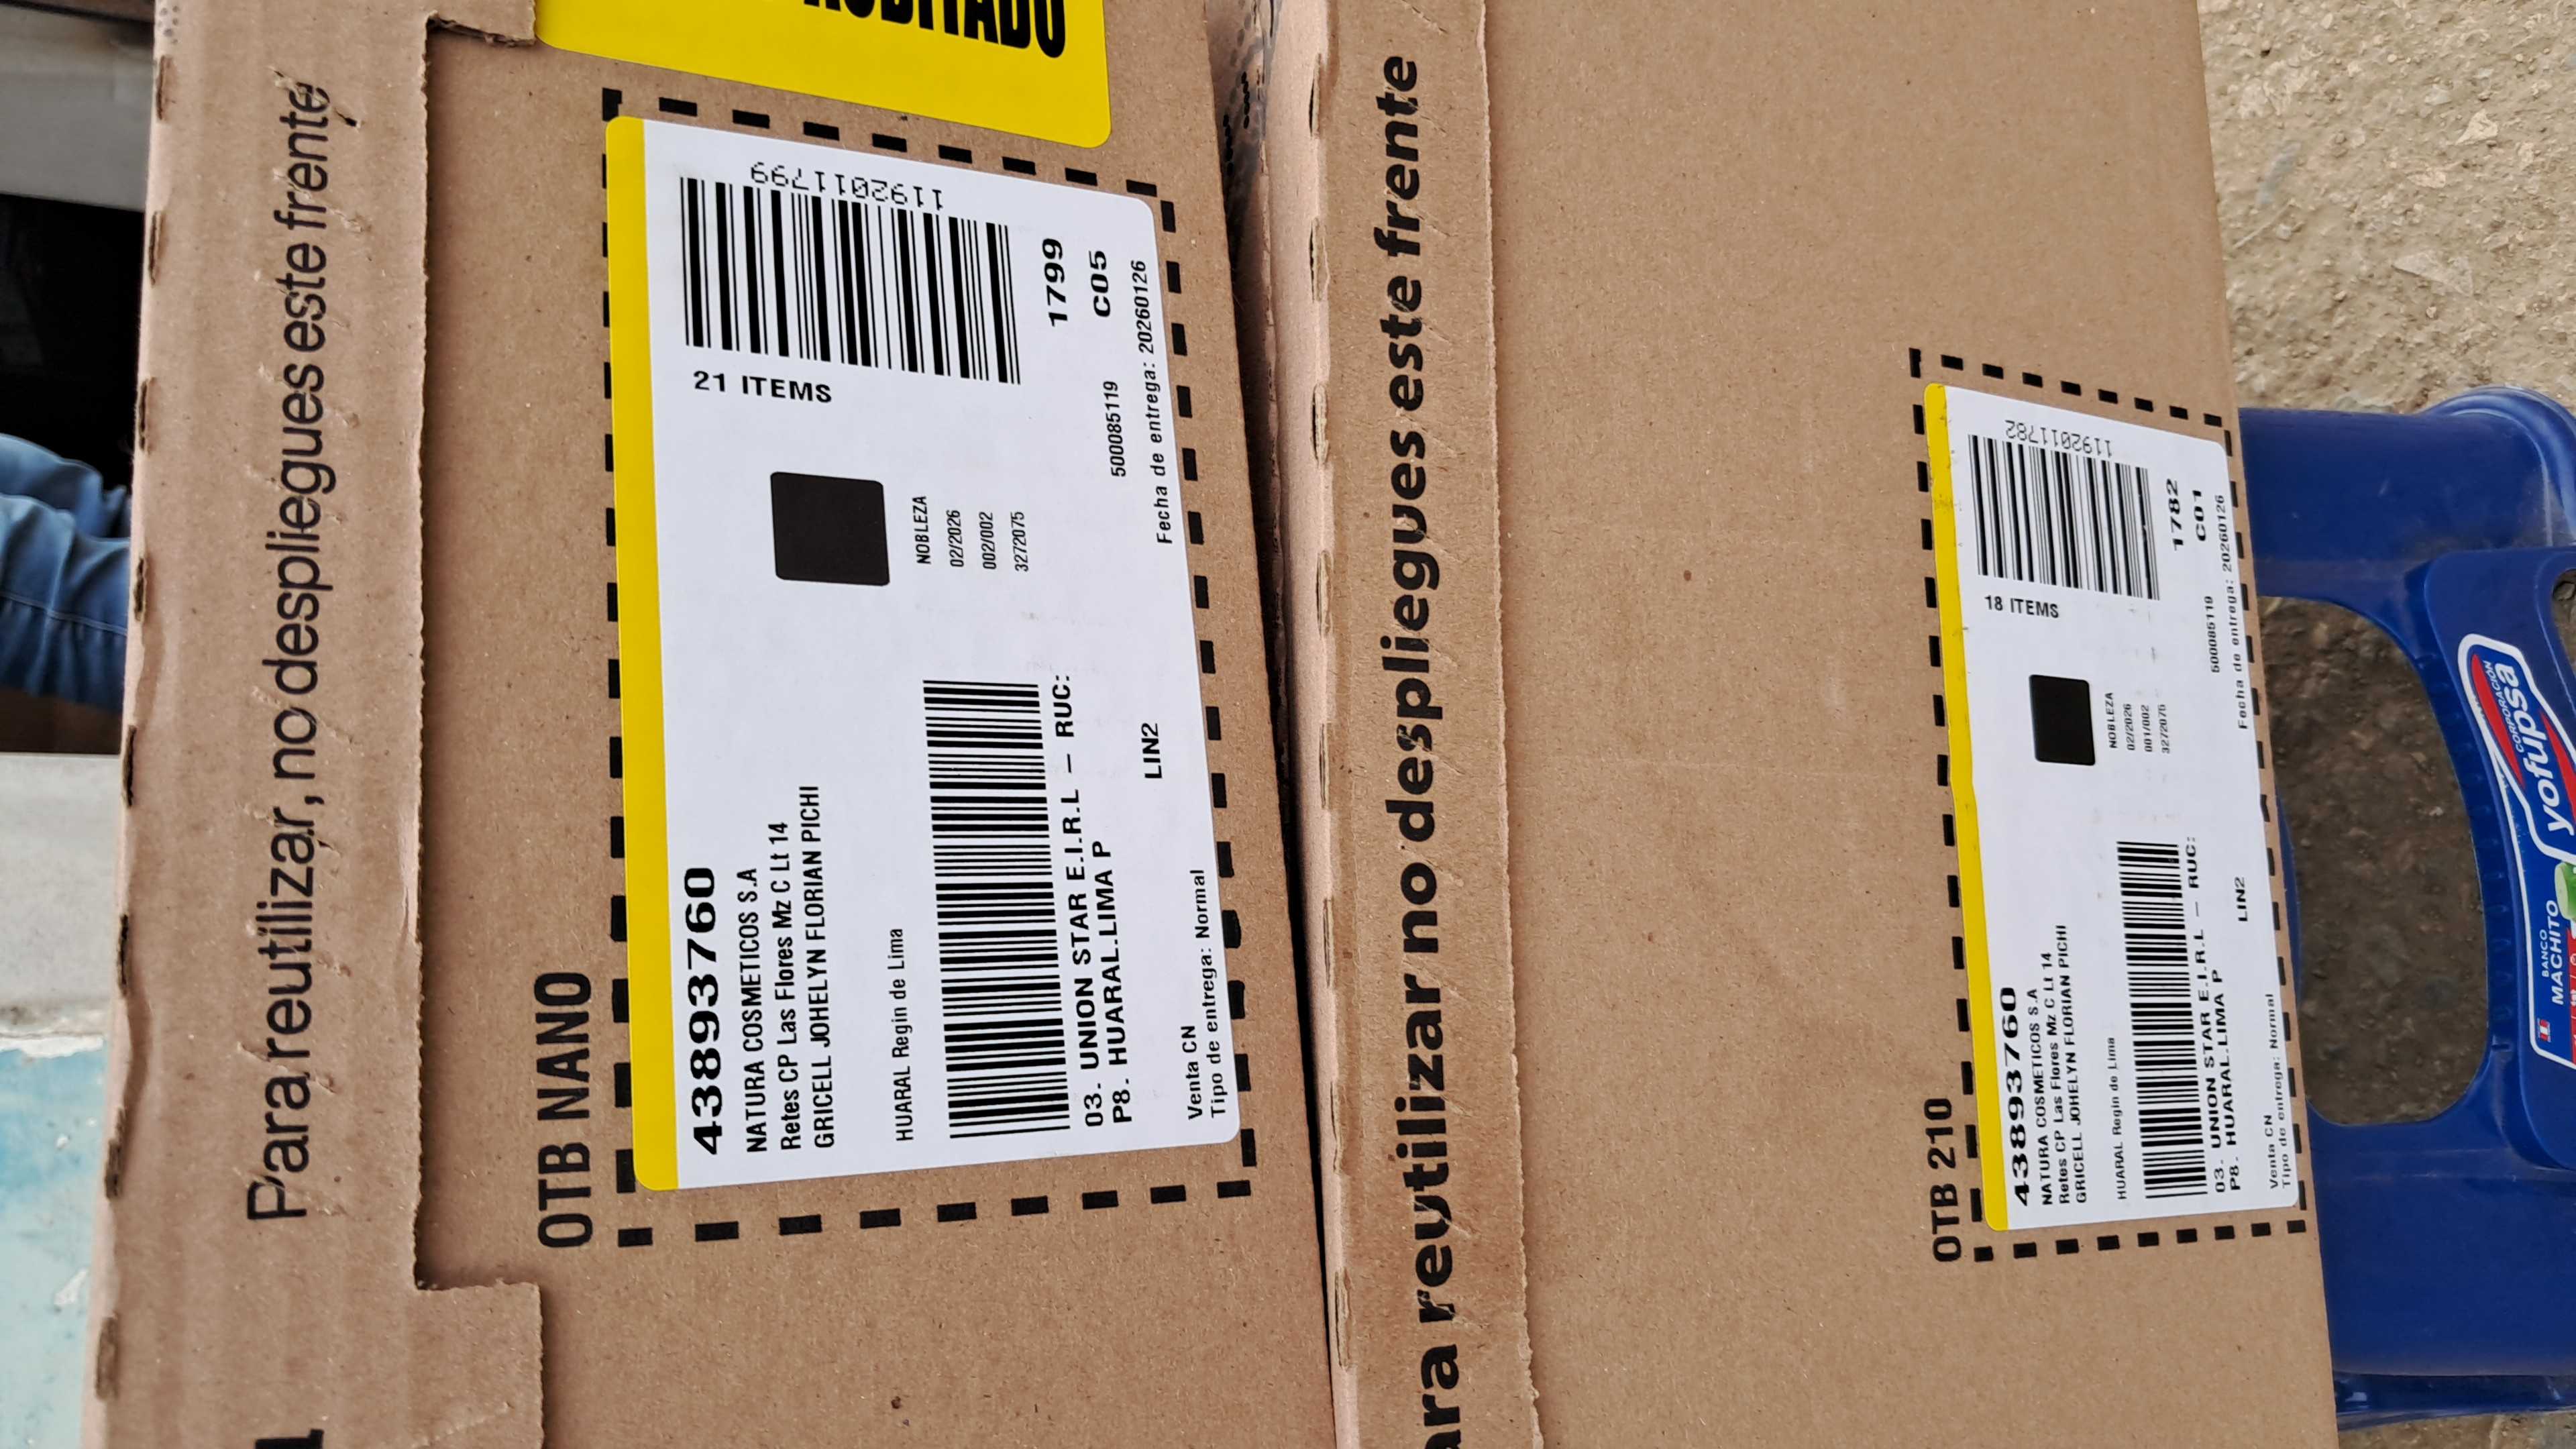 Para reutilizar, no despliegues este frente
OTB NANO
43893760
NATURA COSMETICOS S.A
Retes CP Las Flores Mz C Lt 14
GRICELL JOHELYN FLORIAN PICHI
HUARAL Regin de Lima
03. UNION STAR E.I.R.L – RUC:
P8. HUARAL.LIMA P
LIN2
Venta CN
Tipo de entrega: Normal
21 ITEMS
1192011799
NOBLEZA
02/2026
002/002
3272075
1799
C05
500085119
Fecha de entrega: 20260126
ara reutilizar no despliegues este frente
OTB 210
43893760
NATURA COSMETICOS S.A
Retes CP Las Flores Mz C Lt 14
GRICELL JOHELYN FLORIAN PICHI
HUARAL Regin de Lima
03. UNION STAR E.I.R.L – RUC:
P8. HUARAL.LIMA P
LIN2
Venta CN
Tipo de entrega: Normal
18 ITEMS
1192011782
NOBLEZA
02/2026
001/002
3272075
1782
C01
500085119
Fecha de entrega: 20260126
CORPORACIÓN
yofupsa
BANCO
MACHITO